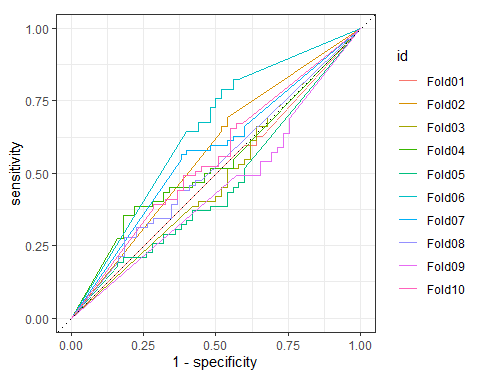 1.00
0.75
0.50
0.25
0.00
sensitivity
0.00 0.25 0.50 0.75 1.00
1 - specificity
id
Fold01
Fold02
Fold03
Fold04
Fold05
Fold06
Fold07
Fold08
Fold09
Fold10